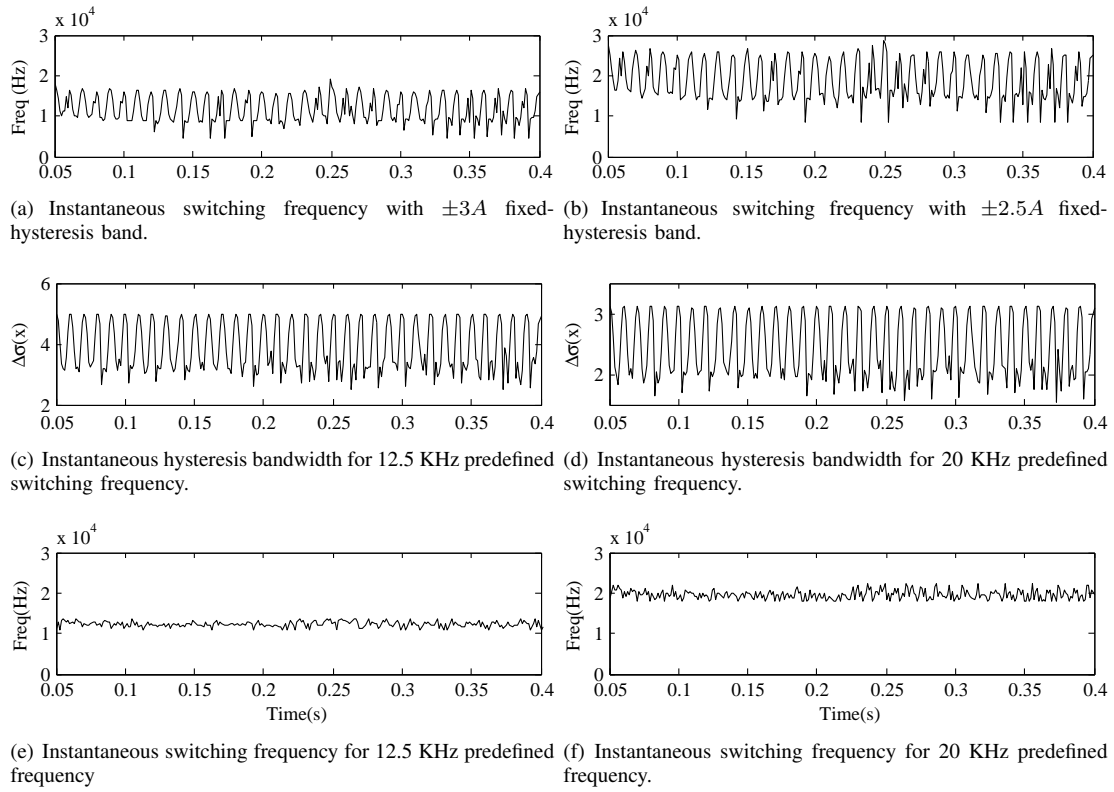 x 10^4
Freq (Hz)
3
2
1
0
0.05 0.1 0.15 0.2 0.25 0.3 0.35 0.4
(a) Instantaneous switching frequency with ±3A fixed-
hysteresis band.
x 10^4
Freq (Hz)
3
2
1
0
0.05 0.1 0.15 0.2 0.25 0.3 0.35 0.4
(b) Instantaneous switching frequency with ±2.5A fixed-
hysteresis band.
Δσ(x)
6
4
2
0.05 0.1 0.15 0.2 0.25 0.3 0.35 0.4
(c) Instantaneous hysteresis bandwidth for 12.5 KHz predefined
switching frequency.
Δσ(x)
3
2
0.05 0.1 0.15 0.2 0.25 0.3 0.35 0.4
(d) Instantaneous hysteresis bandwidth for 20 KHz predefined
switching frequency.
x 10^4
Freq(Hz)
3
2
1
0
0.05 0.1 0.15 0.2 0.25 0.3 0.35 0.4
Time(s)
(e) Instantaneous switching frequency for 12.5 KHz predefined
frequency
x 10^4
Freq(Hz)
3
2
1
0
0.05 0.1 0.15 0.2 0.25 0.3 0.35 0.4
Time(s)
(f) Instantaneous switching frequency for 20 KHz predefined
frequency.